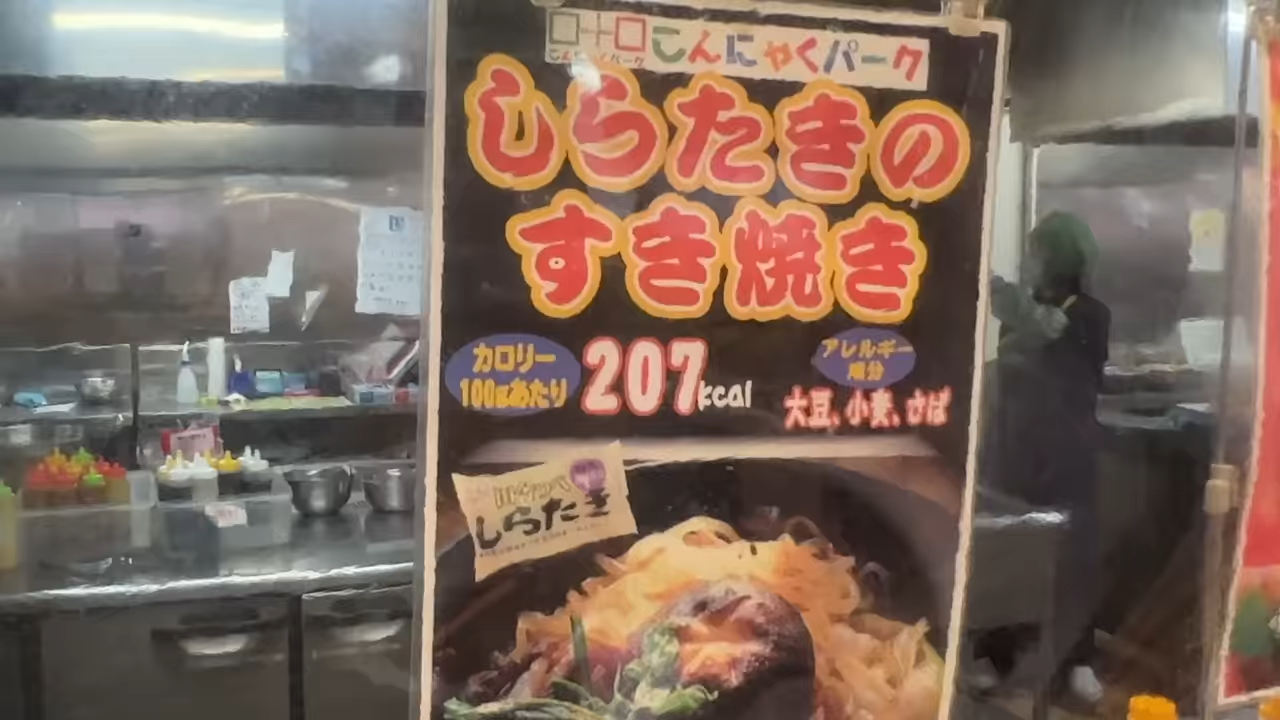 こんにゃくパーク
しらたきの
すき焼き
カロリー
100gあたり
207kcal
アレルギー
成分
大豆、小麦、さば
しらたき